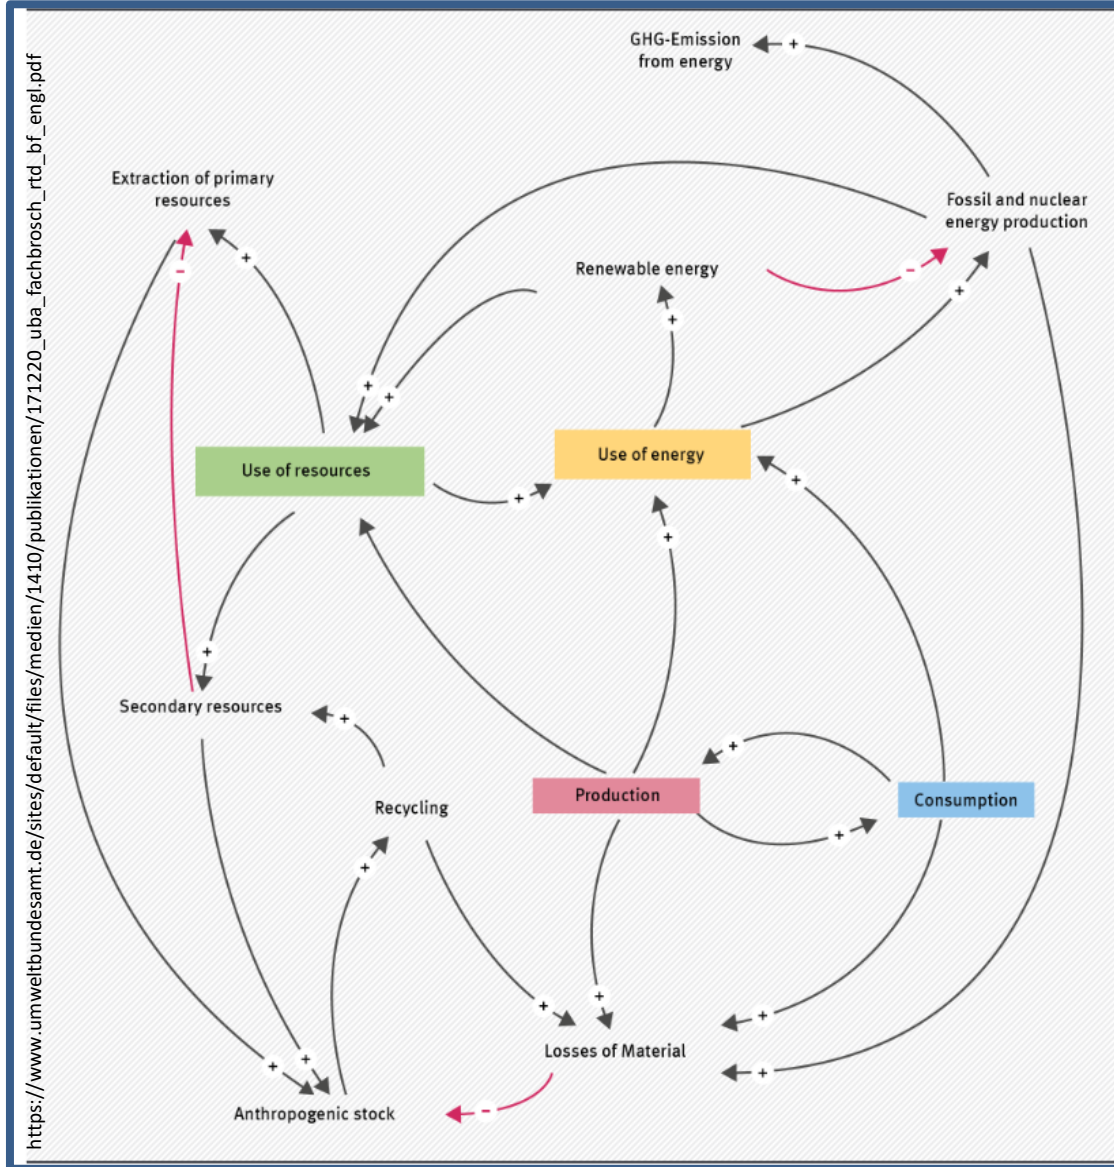 https://www.umweltbundesamt.de/sites/default/files/medien/1410/publikationen/171220_uba_fachbrosch_rtd_bf_engl.pdf
GHG-Emission
from energy
+
Extraction of primary
resources
Fossil and nuclear
energy production
+
-
Renewable energy
-
+
+
+
+
Use of resources
Use of energy
+
+
+
+
Secondary resources
+
+
Production
Consumption
Recycling
+
+
+
+
+
+
Losses of Material
+
+
+
Anthropogenic stock
-